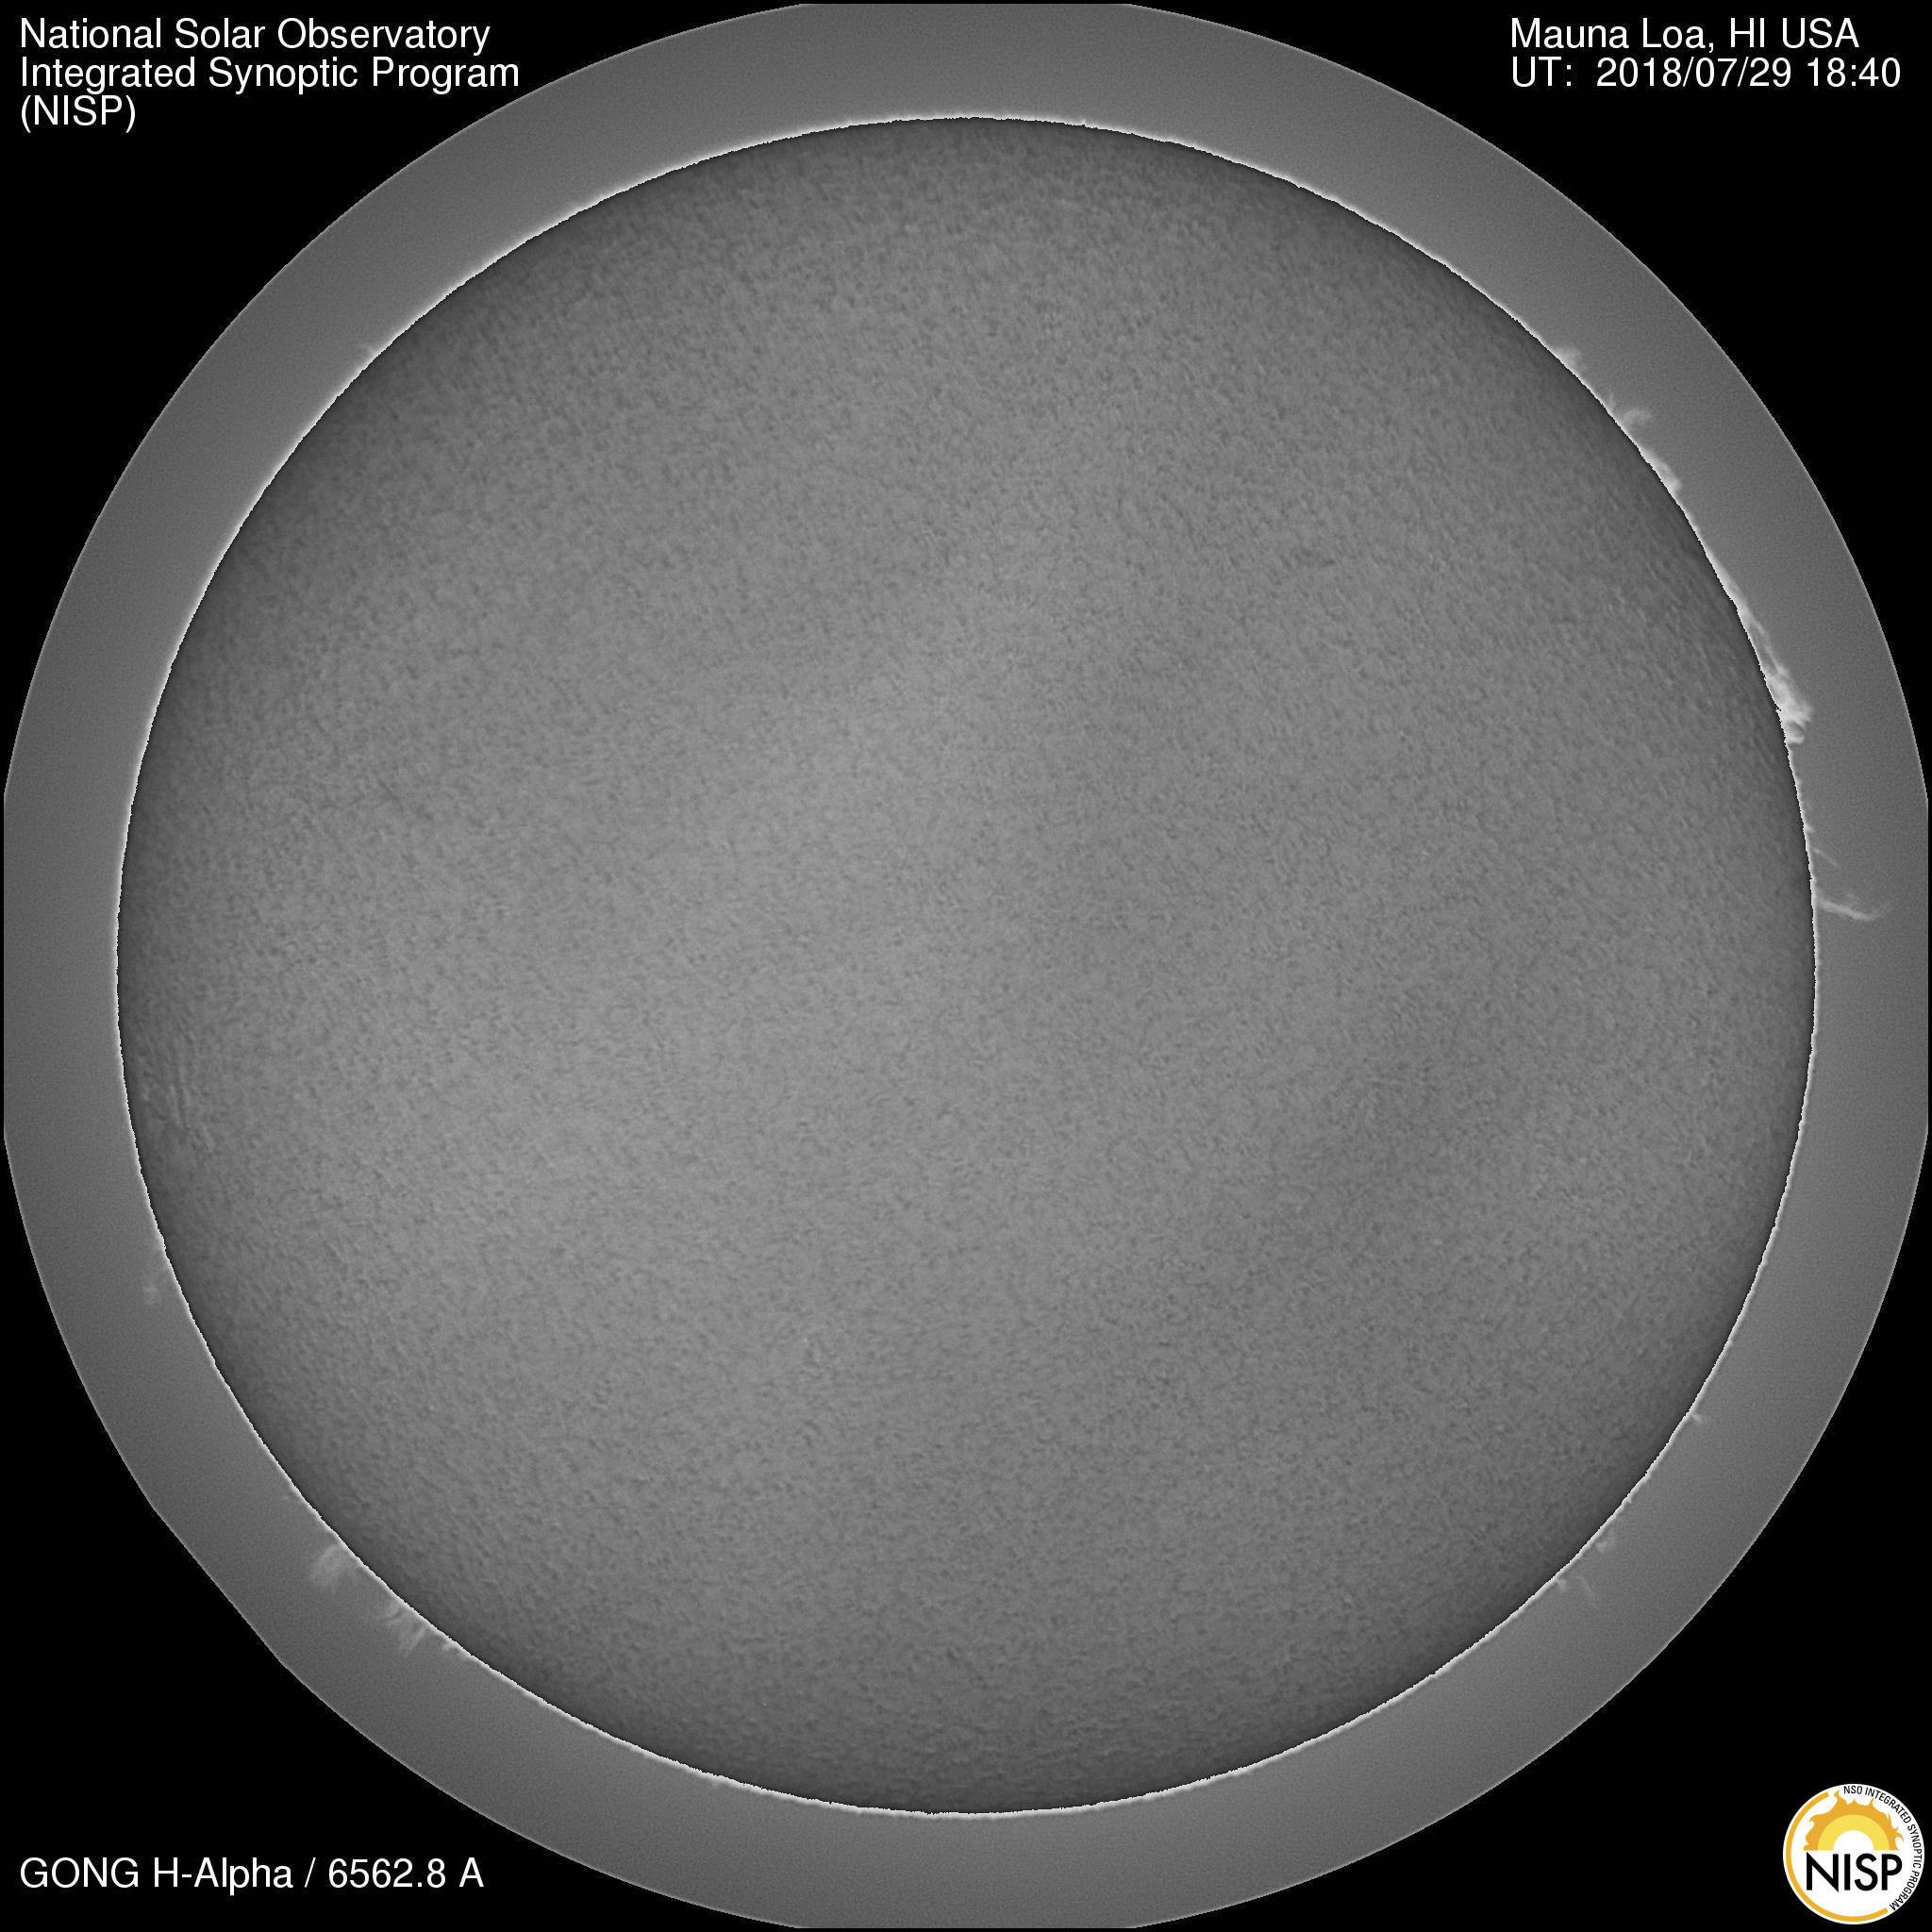 National Solar Observatory
Integrated Synoptic Program
(NISP)
Mauna Loa, HI USA
UT: 2018/07/29 18:40
GONG H-Alpha / 6562.8 A
NSO INTEGRATED SYNOPTIC PROGRAM
NISP